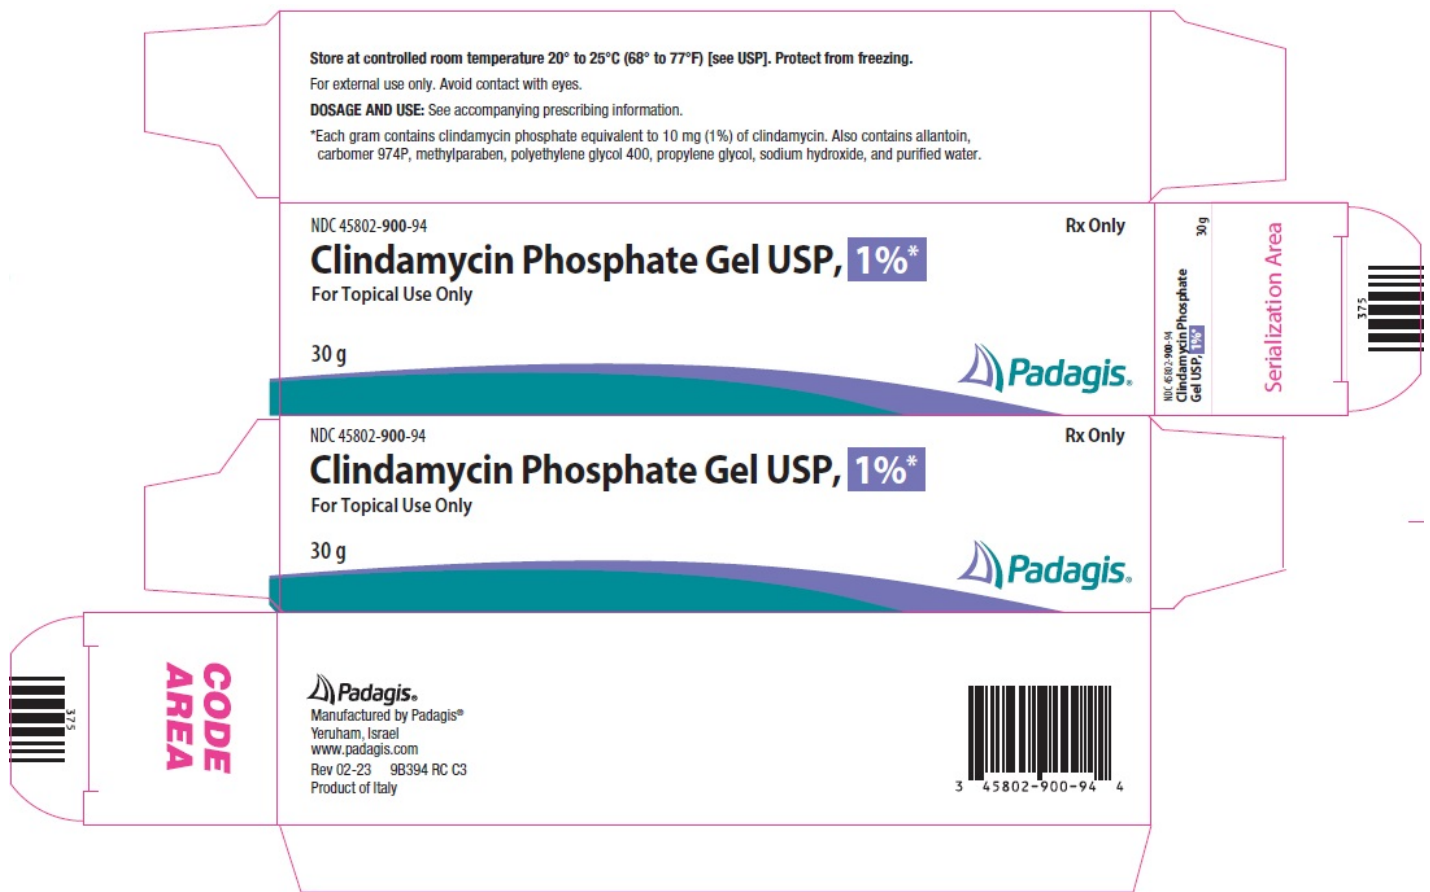 Store at controlled room temperature 20° to 25°C (68° to 77°F) [see USP]. Protect from freezing.
For external use only. Avoid contact with eyes.
DOSAGE AND USE: See accompanying prescribing information.
*Each gram contains clindamycin phosphate equivalent to 10 mg (1%) of clindamycin. Also contains allantoin,
carbomer 974P, methylparaben, polyethylene glycol 400, propylene glycol, sodium hydroxide, and purified water.
NDC 45802-900-94
Rx Only
Clindamycin Phosphate Gel USP, 1%*
For Topical Use Only
30 g
Padagis®
NDC 45802-900-94
Clindamycin Phosphate
Gel USP, 1%*
30 g
Serialization Area
375
NDC 45802-900-94
Rx Only
Clindamycin Phosphate Gel USP, 1%*
For Topical Use Only
30 g
Padagis®
375
CODE
AREA
Padagis®
Manufactured by Padagis®
Yeruham, Israel
www.padagis.com
Rev 02-23 9B394 RC C3
Product of Italy
3 45802-900-94 4